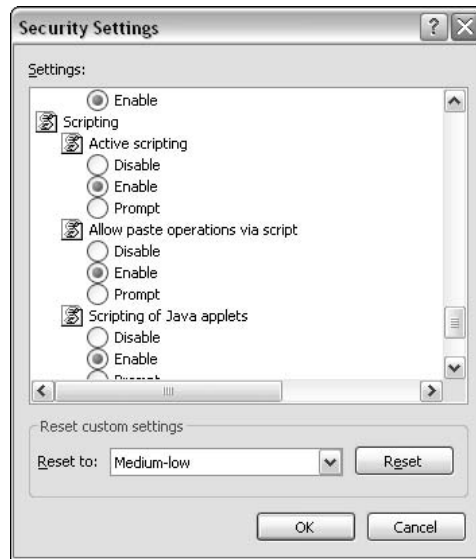 Security Settings
Settings:
Enable
Scripting
Active scripting
Disable
Enable
Prompt
Allow paste operations via script
Disable
Enable
Prompt
Scripting of Java applets
Disable
Enable
Reset custom settings
Reset to: Medium-low Reset
OK Cancel